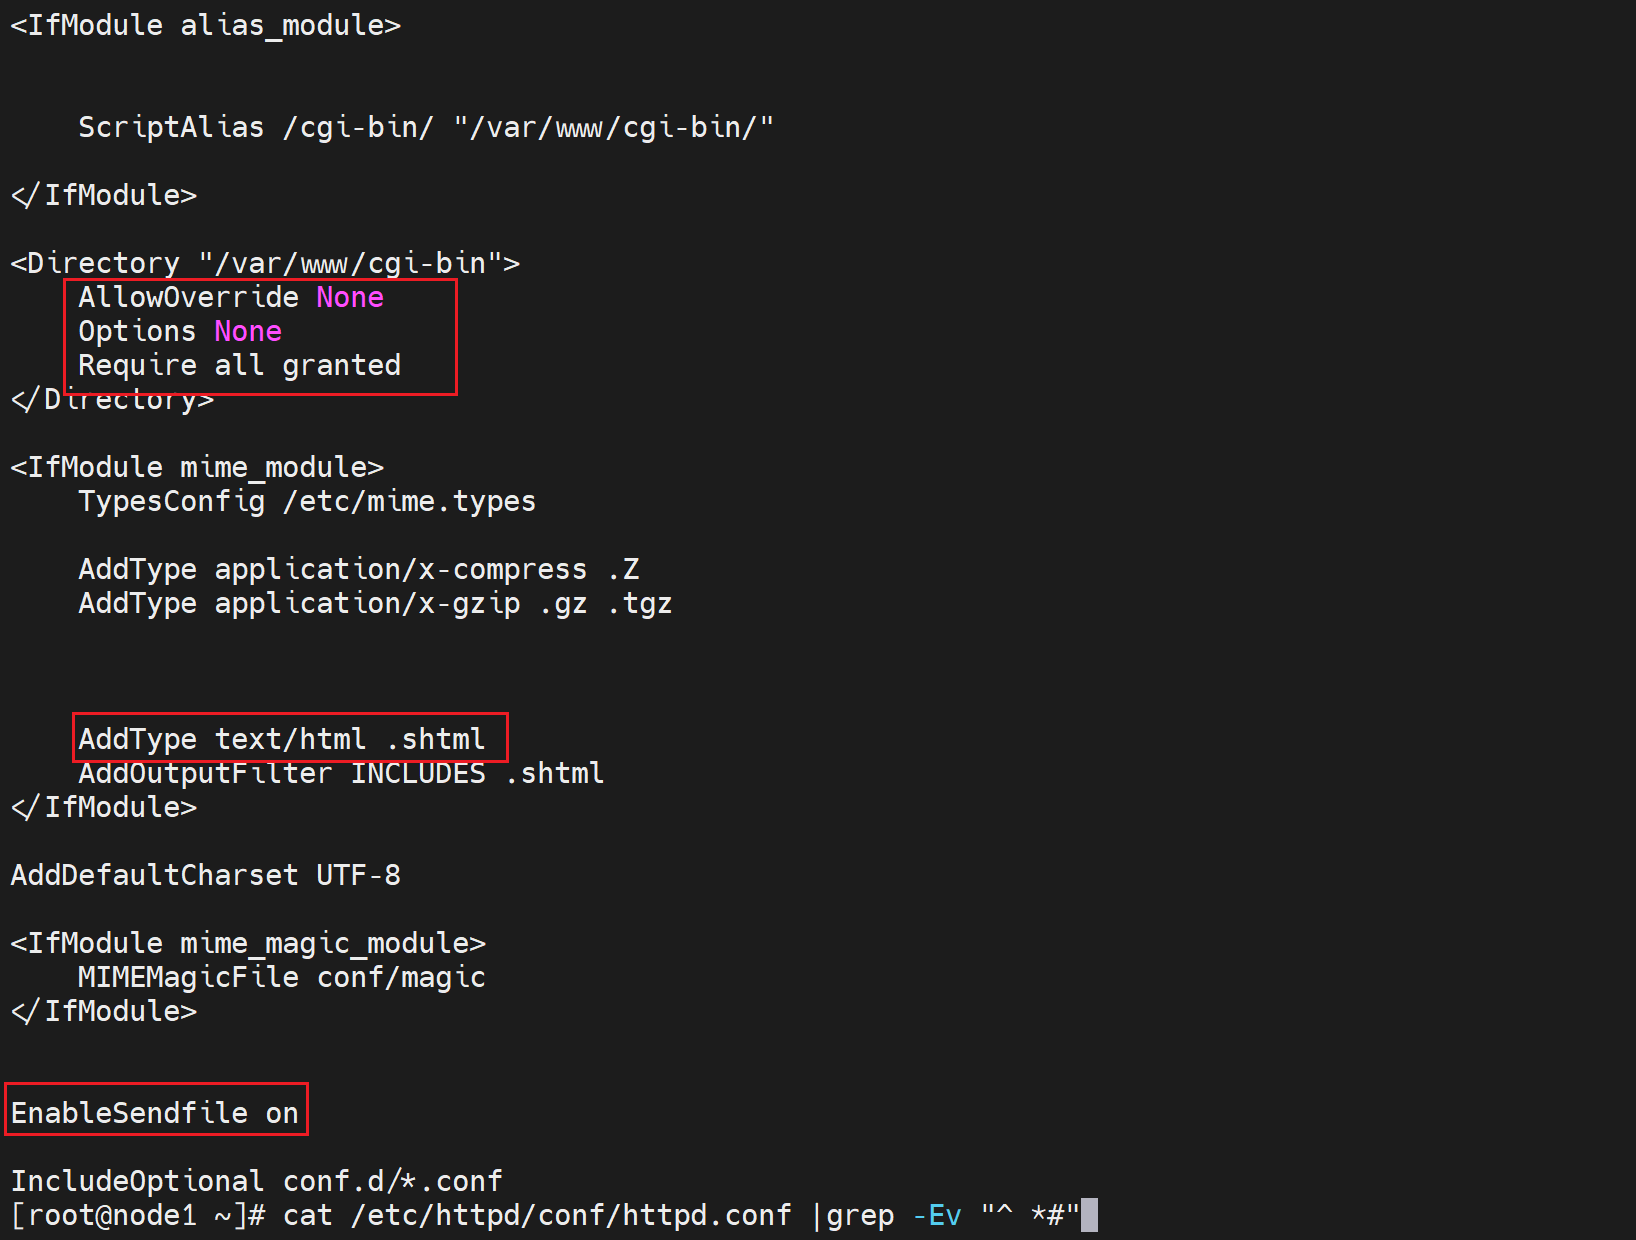 <IfModule alias_module>
    ScriptAlias /cgi-bin/ "/var/www/cgi-bin/"
</IfModule>
<Directory "/var/www/cgi-bin">
    AllowOverride None
    Options None
    Require all granted
</Directory>
<IfModule mime_module>
    TypesConfig /etc/mime.types
    AddType application/x-compress .Z
    AddType application/x-gzip .gz .tgz
    AddType text/html .shtml
    AddOutputFilter INCLUDES .shtml
</IfModule>
AddDefaultCharset UTF-8
<IfModule mime_magic_module>
    MIMEMagicFile conf/magic
</IfModule>
EnableSendfile on
IncludeOptional conf.d/*.conf
[root@node1 ~]# cat /etc/httpd/conf/httpd.conf |grep -Ev "^ *#"